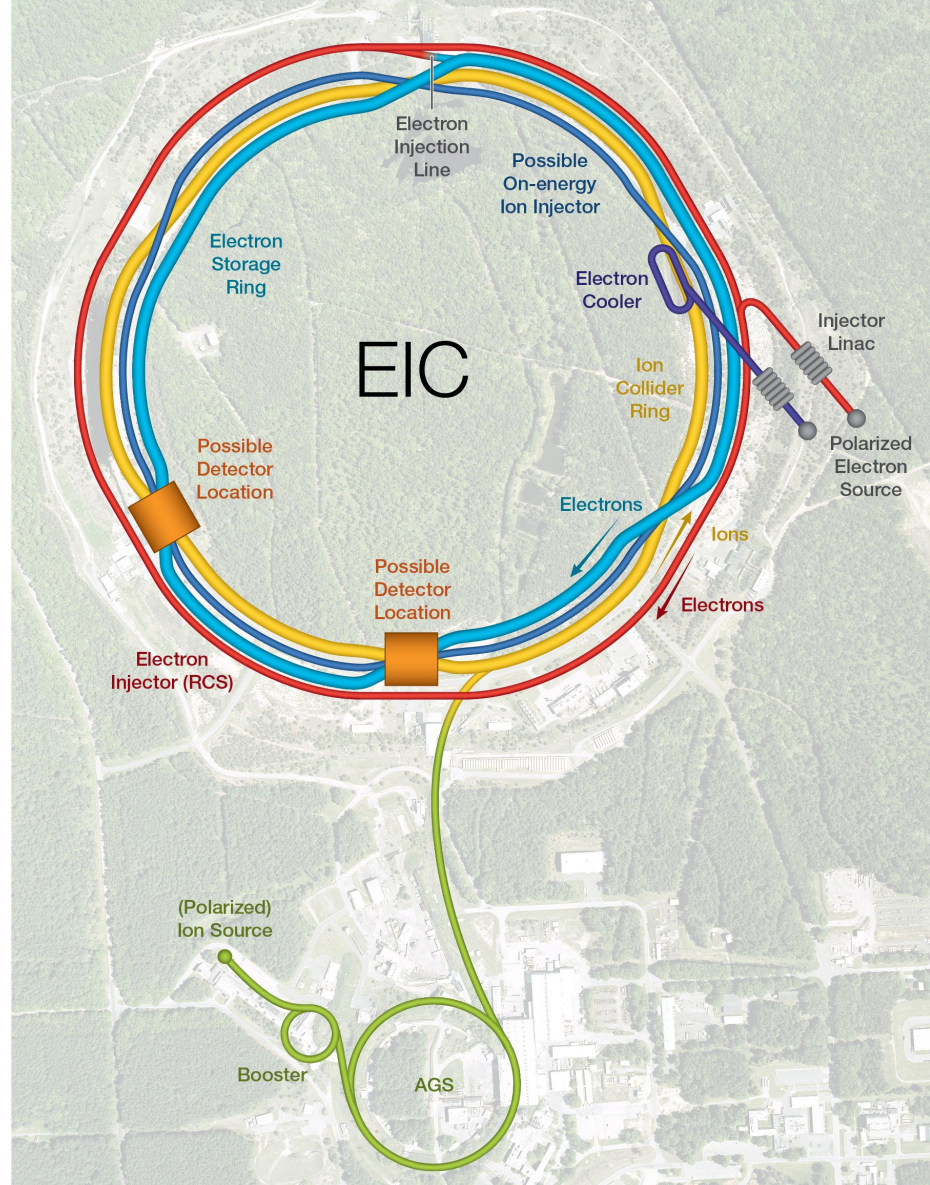 Electron
Injection
Line
Possible
On-energy
Ion Injector
Electron
Storage
Ring
Electron
Cooler
Injector
Linac
EIC
Ion
Collider
Ring
Polarized
Electron
Source
Possible
Detector
Location
Electrons
Ions
Possible
Detector
Location
Electrons
Electron
Injector (RCS)
(Polarized)
Ion Source
Booster
AGS